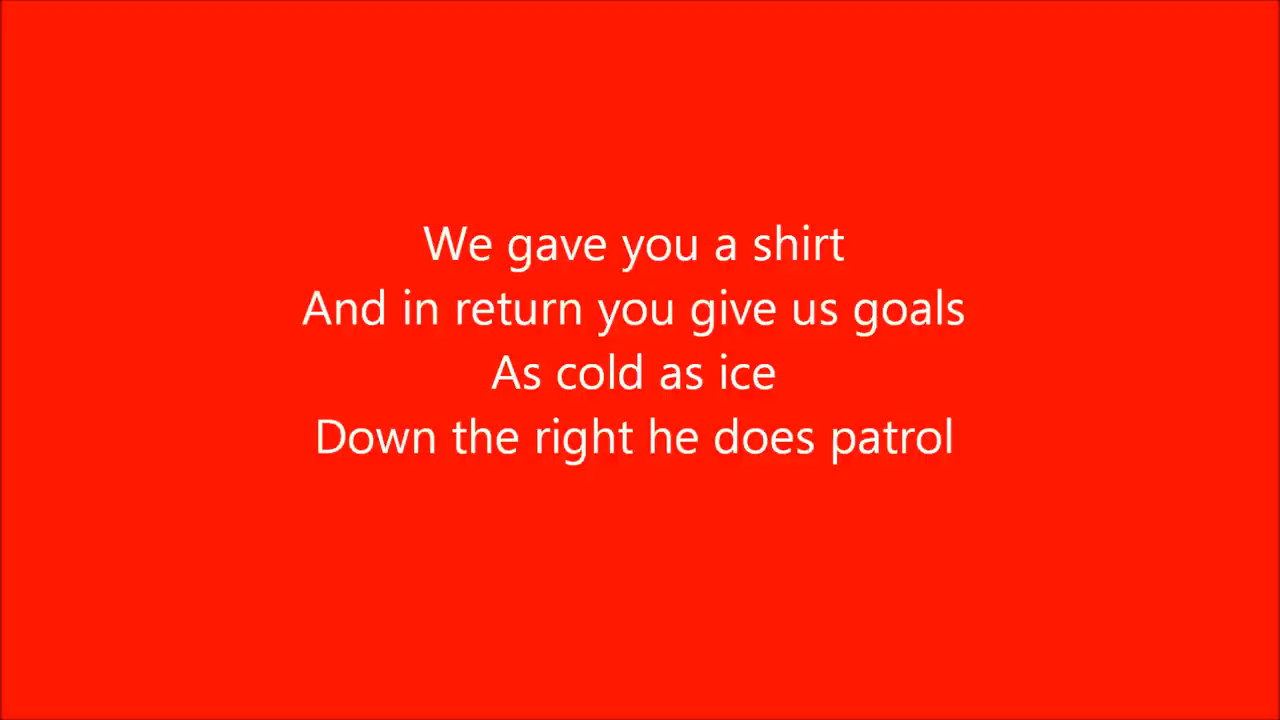 We gave you a shirt
And in return you give us goals
As cold as ice
Down the right he does patrol